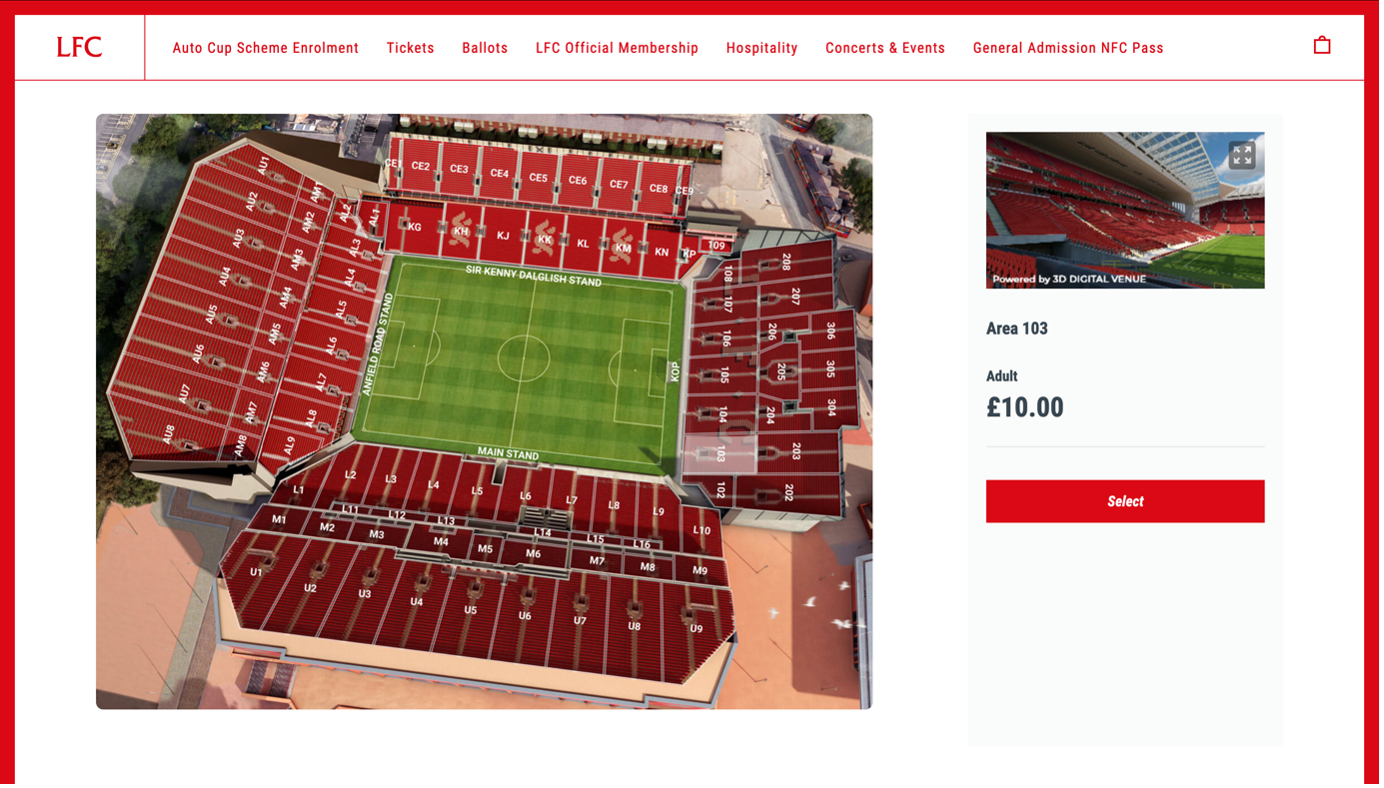 LFC
Auto Cup Scheme Enrolment
Tickets
Ballots
LFC Official Membership
Hospitality
Concerts & Events
General Admission NFC Pass
CE1
CE2
CE3
CE4
CE5
CE6
CE7
CE8
CE9
KG
KH
KJ
KK
KL
KM
KN
KP
109
SIR KENNY DALGLISH STAND
AU1
AU2
AU3
AU4
AU5
AU6
AU7
AU8
AM1
AM2
AM3
AM4
AM5
AM6
AM7
AM8
AL1
AL2
AL3
AL4
AL5
AL6
AL7
AL8
AL9
ANFIELD ROAD STAND
KOP
108
107
106
105
104
103
102
208
207
206
205
204
203
202
306
305
304
MAIN STAND
L1
L2
L3
L4
L5
L6
L7
L8
L9
L10
L11
L12
L13
L14
L15
L16
M1
M2
M3
M4
M5
M6
M7
M8
M9
U1
U2
U3
U4
U5
U6
U7
U8
U9
Powered by 3D DIGITAL VENUE
Area 103
Adult
£10.00
Select